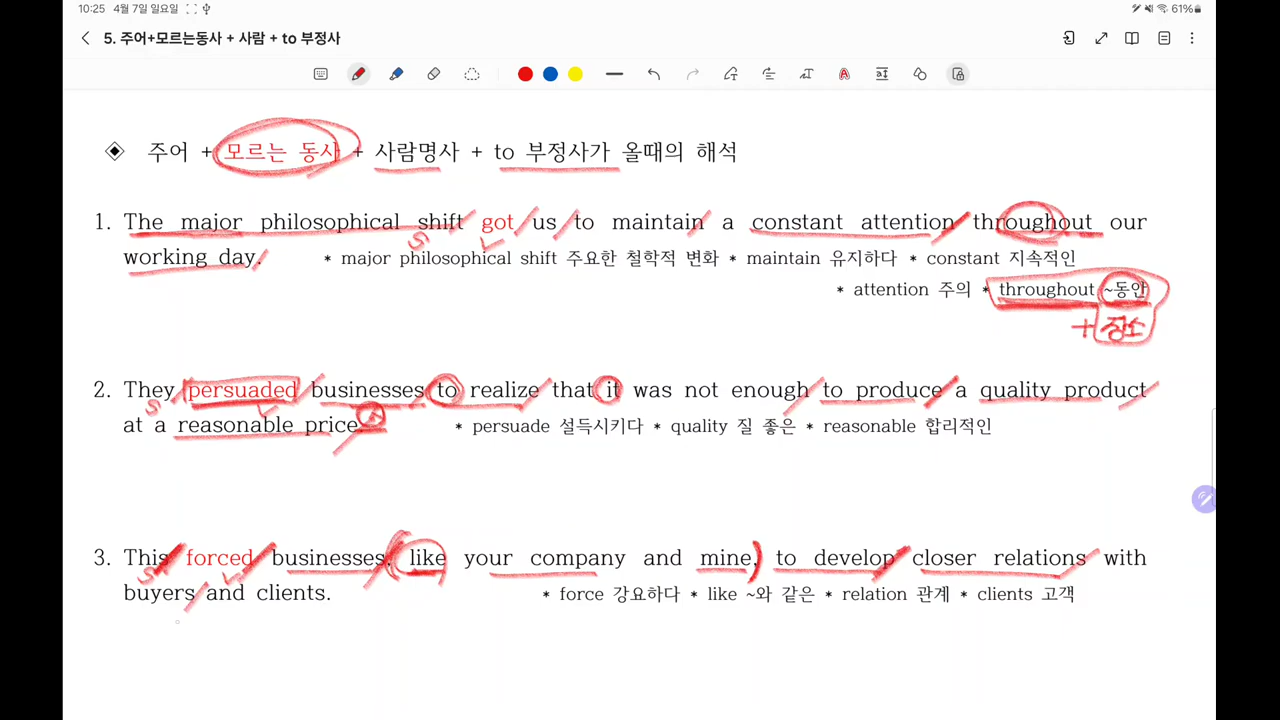 10:25 4월 7일 일요일 61%
5. 주어+모르는동사 + 사람 + to 부정사
◈ 주어 + 모르는 동사 + 사람명사 + to 부정사가 올때의 해석
1. The major philosophical shift got us to maintain a constant attention throughout our
S
working day. * major philosophical shift 주요한 철학적 변화 * maintain 유지하다 * constant 지속적인
* attention 주의 * throughout ~동안
+ 장소
2. They persuaded businesses to realize that it was not enough to produce a quality product
S
at a reasonable price. * persuade 설득시키다 * quality 질 좋은 * reasonable 합리적인
3. This forced businesses, like your company and mine, to develop closer relations with
S
buyers and clients. * force 강요하다 * like ~와 같은 * relation 관계 * clients 고객